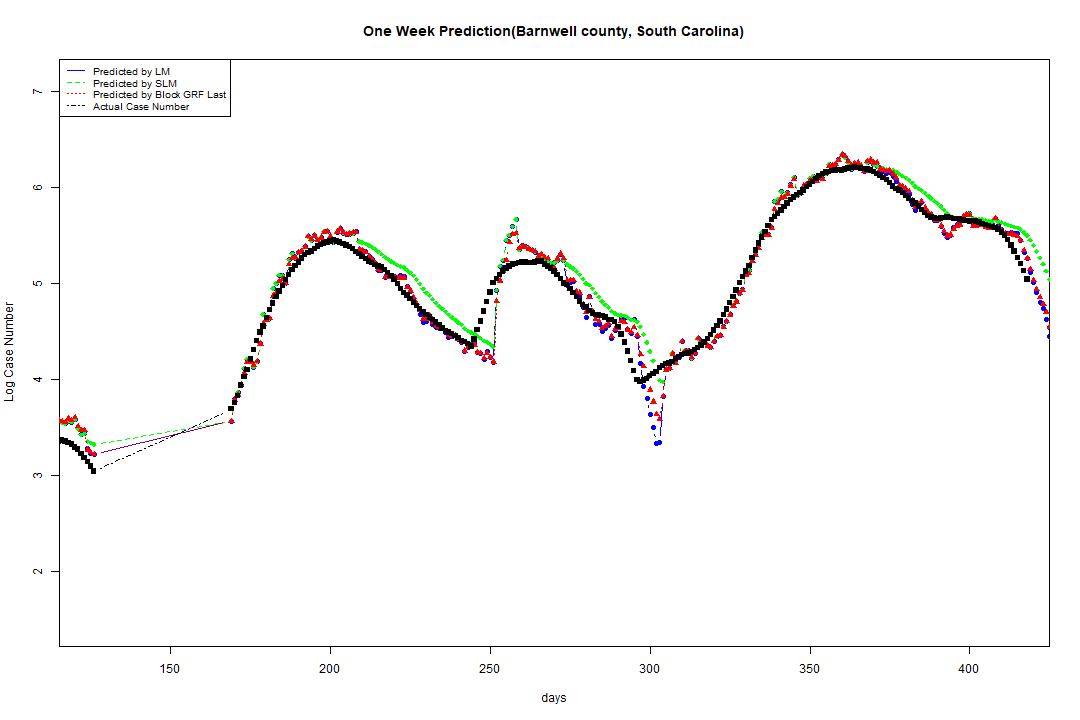 One Week Prediction(Barnwell county, South Carolina)
Predicted by LM
Predicted by SLM
Predicted by Block GRF Last
Actual Case Number
7
6
5
4
3
2
Log Case Number
150 200 250 300 350 400
days